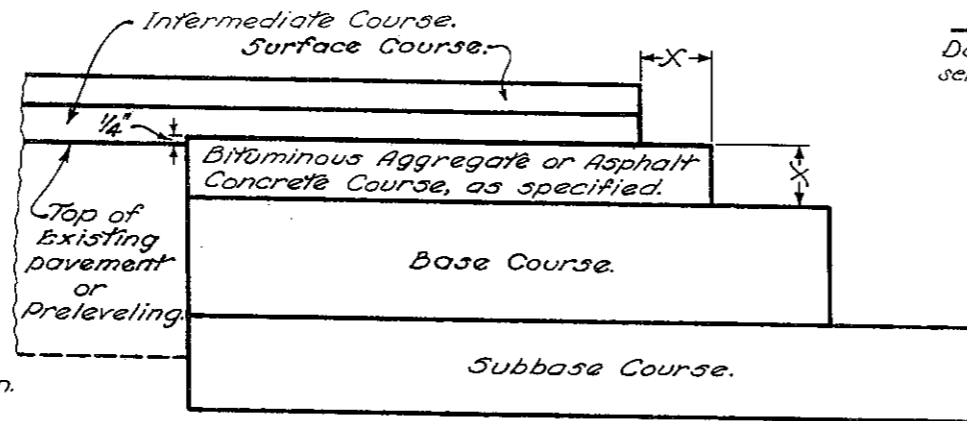 Intermediate Course.
Surface Course.
X
1/4"
Bituminous Aggregate or Asphalt
Concrete Course, as specified.
X
Top of
Existing
pavement
or
Preleveling.
Base Course.
Subbase Course.